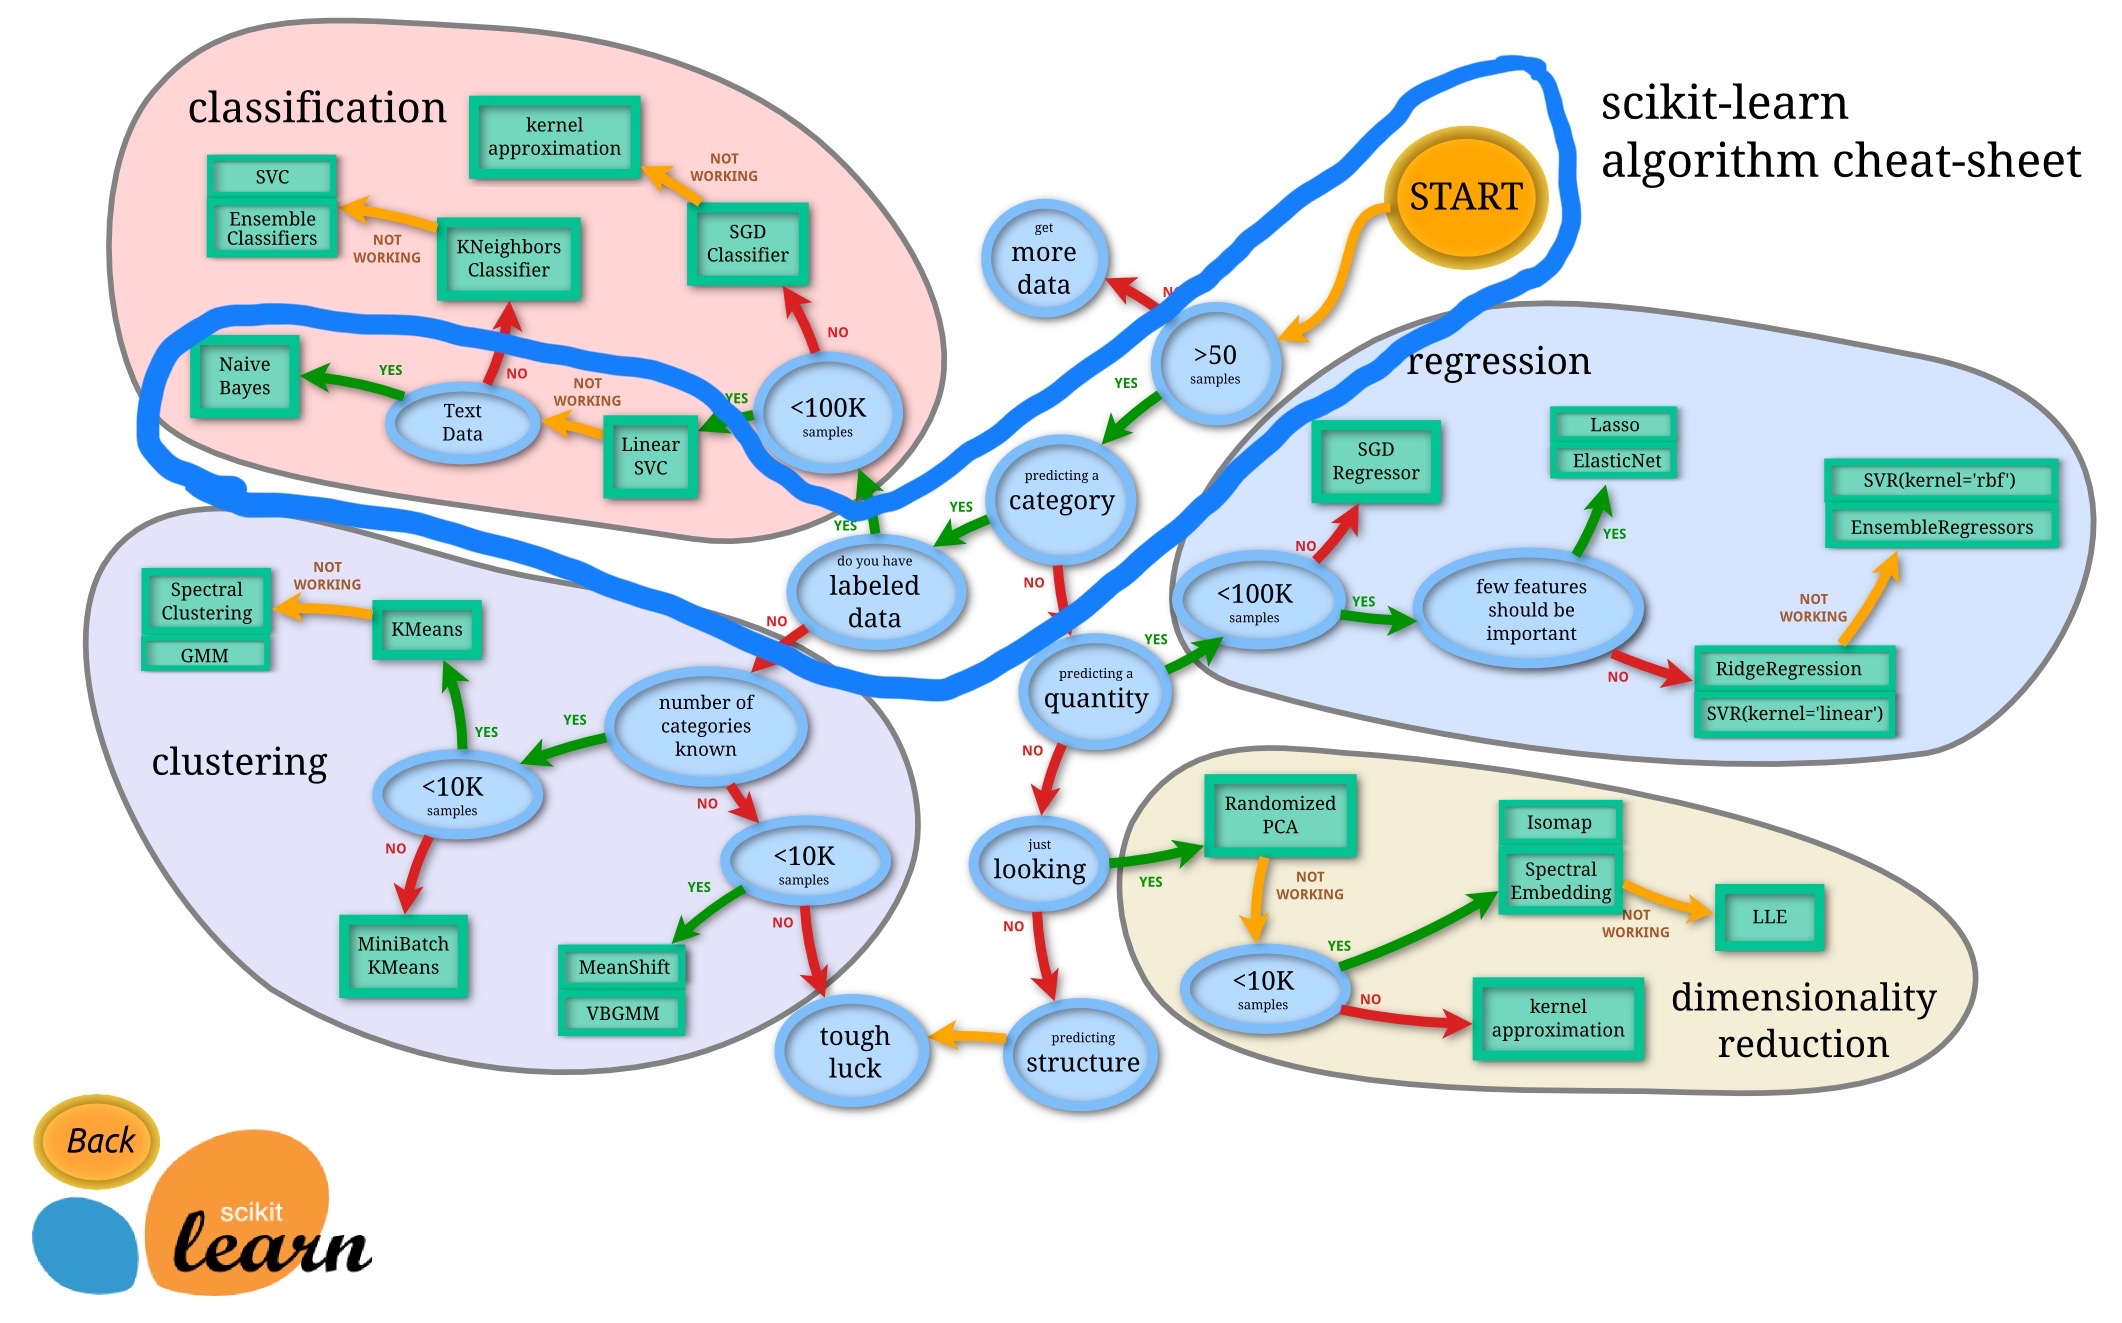 scikit-learn
algorithm cheat-sheet
classification
kernel
approximation
NOT
WORKING
SVC
Ensemble
Classifiers
NOT
WORKING
KNeighbors
Classifier
SGD
Classifier
NO
Naive
Bayes
YES
Text
Data
NO
NOT
WORKING
Linear
SVC
YES
<100K
samples
YES
START
get
more
data
NO
>50
samples
YES
predicting a
category
YES
NO
do you have
labeled
data
NO
predicting a
quantity
YES
NO
just
looking
YES
NO
predicting
structure
tough
luck
regression
SGD
Regressor
NO
<100K
samples
YES
few features
should be
important
YES
Lasso
ElasticNet
NO
RidgeRegression
SVR(kernel='linear')
NOT
WORKING
SVR(kernel='rbf')
EnsembleRegressors
clustering
Spectral
Clustering
GMM
NOT
WORKING
KMeans
YES
<10K
samples
NO
MiniBatch
KMeans
YES
number of
categories
known
NO
<10K
samples
YES
NO
MeanShift
VBGMM
dimensionality
reduction
Randomized
PCA
NOT
WORKING
<10K
samples
YES
NO
Isomap
Spectral
Embedding
NOT
WORKING
LLE
kernel
approximation
Back
scikit
learn